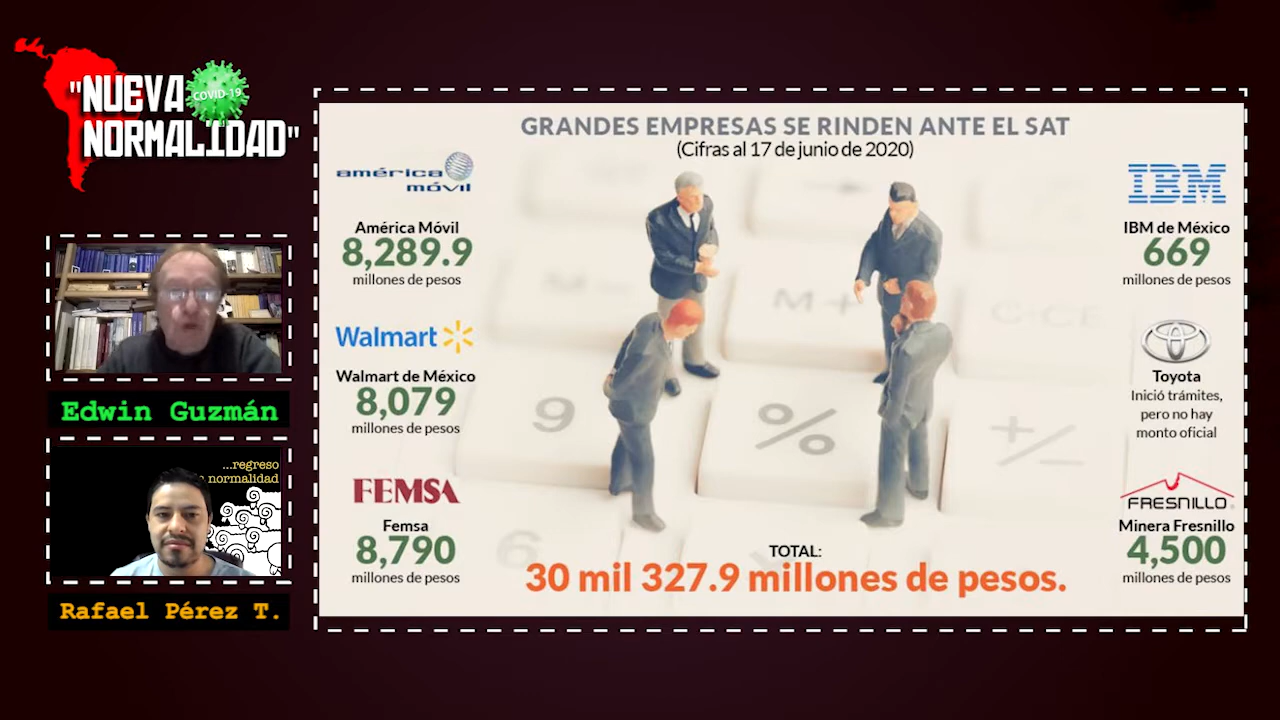 "NUEVA
COVID-19
NORMALIDAD"
Edwin Guzmán
...regreso
normalidad
Rafael Pérez T.
GRANDES EMPRESAS SE RINDEN ANTE EL SAT
(Cifras al 17 de junio de 2020)
américa
móvil
América Móvil
8,289.9
millones de pesos
Walmart
Walmart de México
8,079
millones de pesos
FEMSA
Femsa
8,790
millones de pesos
IBM
IBM de México
669
millones de pesos
Toyota
Inició trámites,
pero no hay
monto oficial
FRESNILLO
Minera Fresnillo
4,500
millones de pesos
M+
C·CE
9
%
+/−
6
TOTAL:
30 mil 327.9 millones de pesos.